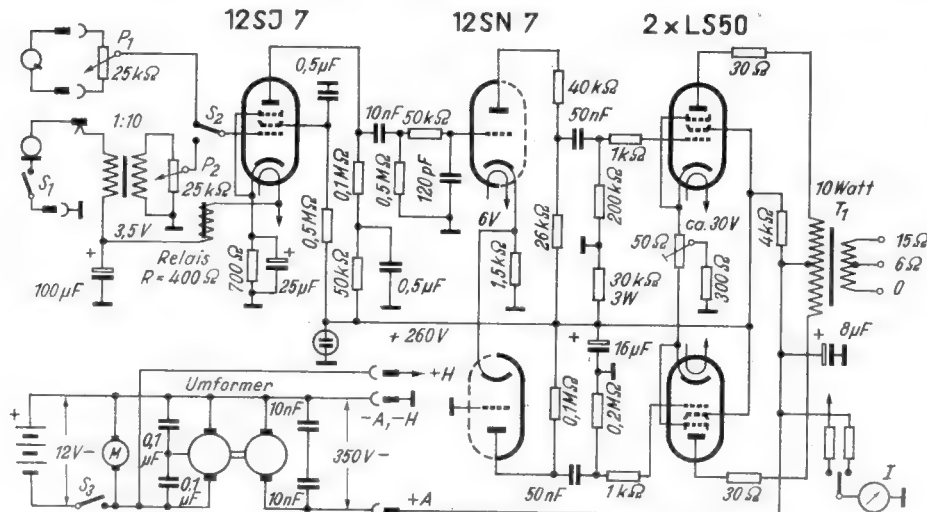 12SJ 7
12SN 7
2 x LS50
P₁
25kΩ
S₂
0,5µF
10nF
50kΩ
40kΩ
50nF
30Ω
1kΩ
1:10
S₁
P₂
25kΩ
0,1MΩ
0,5MΩ
120pF
200kΩ
10 Watt
T₁
6V
26kΩ
ca. 30V
50Ω
4kΩ
15Ω
6Ω
0
3,5V
+
100µF
Relais
R = 400Ω
700Ω
+
25µF
0,5MΩ
50kΩ
0,5µF
1,5kΩ
30kΩ
3W
300Ω
+ 260V
+
16µF
+
8µF
Umformer
+H
-A, -H
+
12V-
M
0,1
µF
0,1
µF
10nF
10nF
350V-
S₃
+A
0,1MΩ
0,2MΩ
50nF
1kΩ
30Ω
I